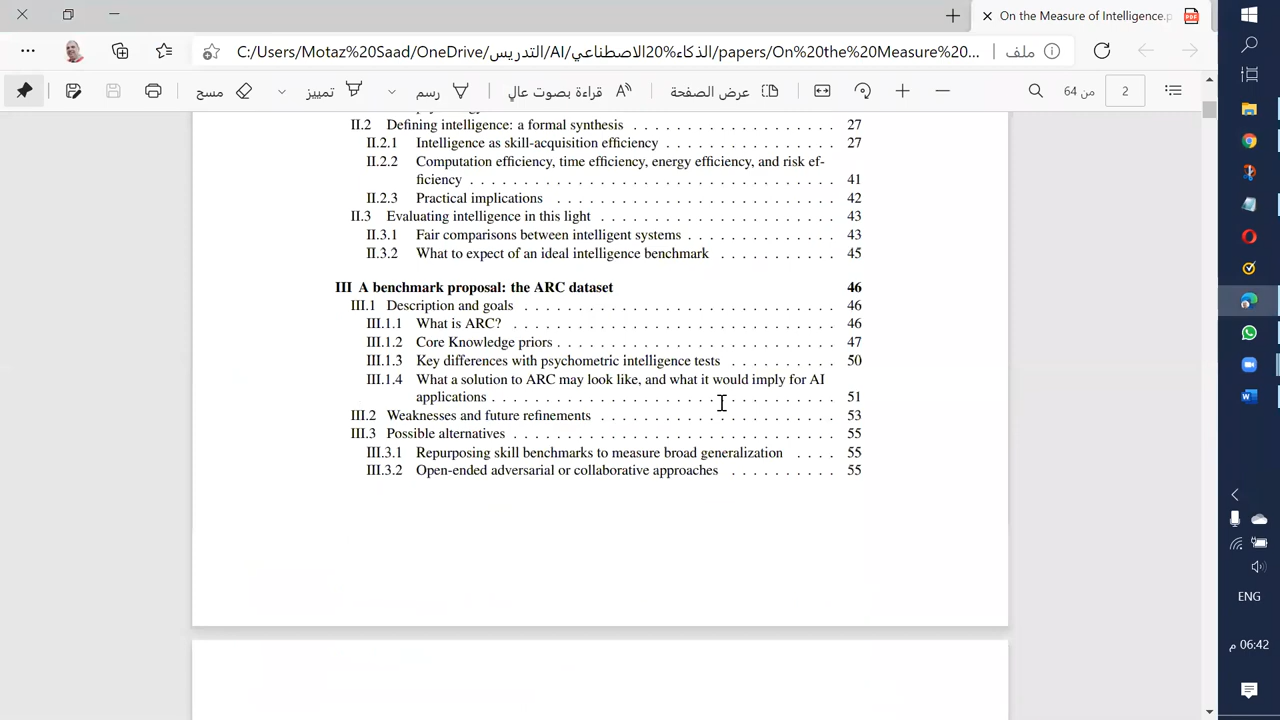 On the Measure of Intelligence.p
ملف
C:/Users/Motaz%20Saad/OneDrive/التدريس/AI/الذكاء%20الاصطناعي/papers/On%20the%20Measure%20...
2
من 64
عرض الصفحة
قراءة بصوت عالٍ
رسم
تمييز
مسح
II.2 Defining intelligence: a formal synthesis . . . . . . . . . . . . . . 27
II.2.1 Intelligence as skill-acquisition efficiency . . . . . . . . . . . . 27
II.2.2 Computation efficiency, time efficiency, energy efficiency, and risk ef-
ficiency . . . . . . . . . . . . . . . . . . . . . . . . . 41
II.2.3 Practical implications . . . . . . . . . . . . . . . . . . . . 42
II.3 Evaluating intelligence in this light . . . . . . . . . . . . . . . . 43
II.3.1 Fair comparisons between intelligent systems . . . . . . . . . . . 43
II.3.2 What to expect of an ideal intelligence benchmark . . . . . . . . 45
III A benchmark proposal: the ARC dataset 46
III.1 Description and goals . . . . . . . . . . . . . . . . . . . . . . 46
III.1.1 What is ARC? . . . . . . . . . . . . . . . . . . . . . . . 46
III.1.2 Core Knowledge priors . . . . . . . . . . . . . . . . . . . . 47
III.1.3 Key differences with psychometric intelligence tests . . . . . . . 50
III.1.4 What a solution to ARC may look like, and what it would imply for AI
applications . . . . . . . . . . . . . . . . . . . . . . . . 51
III.2 Weaknesses and future refinements . . . . . . . . . . . . . . . . 53
III.3 Possible alternatives . . . . . . . . . . . . . . . . . . . . . . 55
III.3.1 Repurposing skill benchmarks to measure broad generalization . . . . 55
III.3.2 Open-ended adversarial or collaborative approaches . . . . . . . . 55
ENG
06:42 م